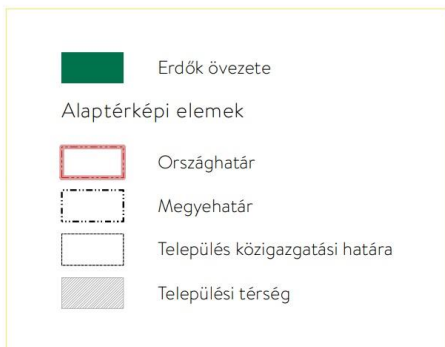 Erdők övezete
Alaptérképi elemek
Országhatár
Megyehatár
Település közigazgatási határa
Települési térség